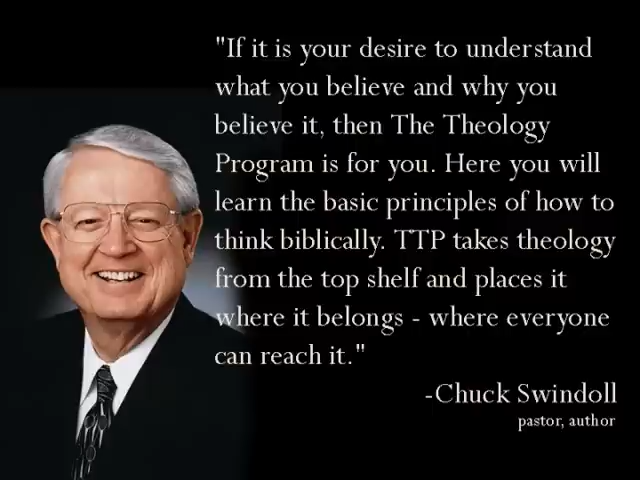 "If it is your desire to understand
what you believe and why you
believe it, then The Theology
Program is for you. Here you will
learn the basic principles of how to
think biblically. TTP takes theology
from the top shelf and places it
where it belongs - where everyone
can reach it."
-Chuck Swindoll
pastor, author